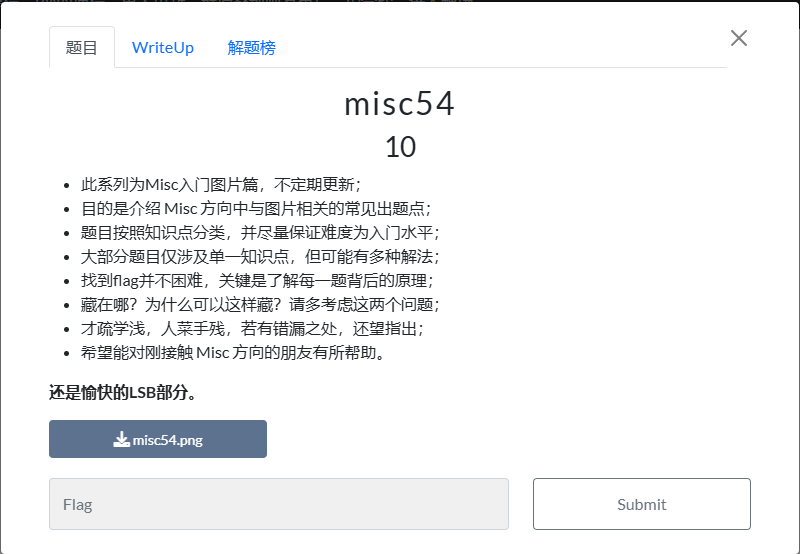 题目 WriteUp 解题榜
misc54
10
此系列为Misc入门图片篇，不定期更新；
目的是介绍 Misc 方向中与图片相关的常见出题点；
题目按照知识点分类，并尽量保证难度为入门水平；
大部分题目仅涉及单一知识点，但可能有多种解法；
找到flag并不困难，关键是了解每一题背后的原理；
藏在哪？为什么可以这样藏？请多考虑这两个问题；
才疏学浅，人菜手残，若有错漏之处，还望指出；
希望能对刚接触 Misc 方向的朋友有所帮助。
还是愉快的LSB部分。
misc54.png
Flag Submit